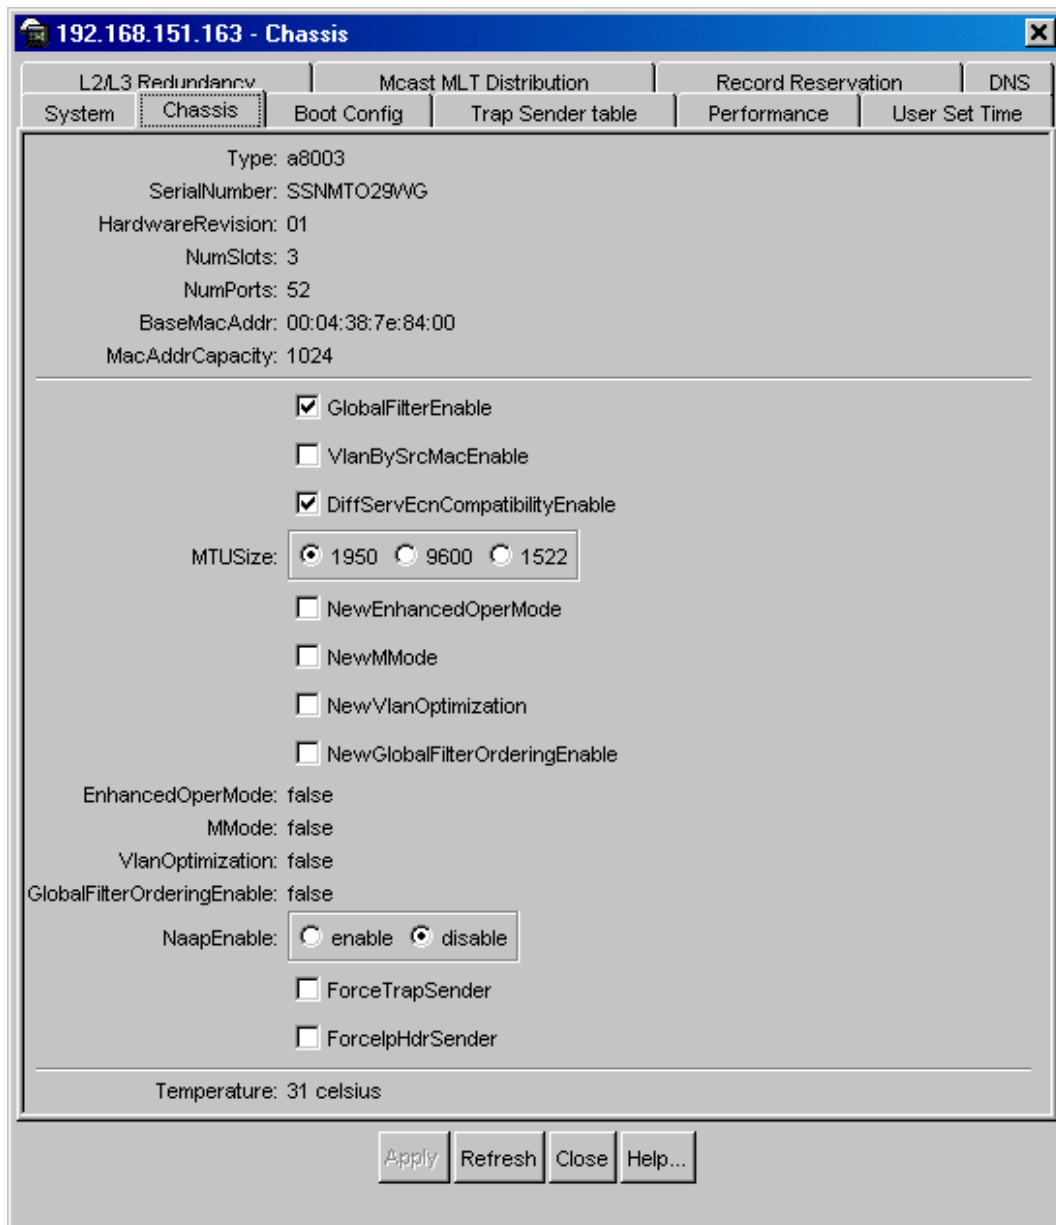 192.168.151.163 - Chassis
L2/L3 Redundancy Mcast MLT Distribution Record Reservation DNS
System Chassis Boot Config Trap Sender table Performance User Set Time
Type: a8003
SerialNumber: SSNMTO29WG
HardwareRevision: 01
NumSlots: 3
NumPorts: 52
BaseMacAddr: 00:04:38:7e:84:00
MacAddrCapacity: 1024
GlobalFilterEnable
VlanBySrcMacEnable
DiffServEcnCompatibilityEnable
MTUSize: 1950 9600 1522
NewEnhancedOperMode
NewMMode
NewVlanOptimization
NewGlobalFilterOrderingEnable
EnhancedOperMode: false
MMode: false
VlanOptimization: false
GlobalFilterOrderingEnable: false
NaapEnable: enable disable
ForceTrapSender
ForceIpHdrSender
Temperature: 31 celsius
Apply Refresh Close Help...